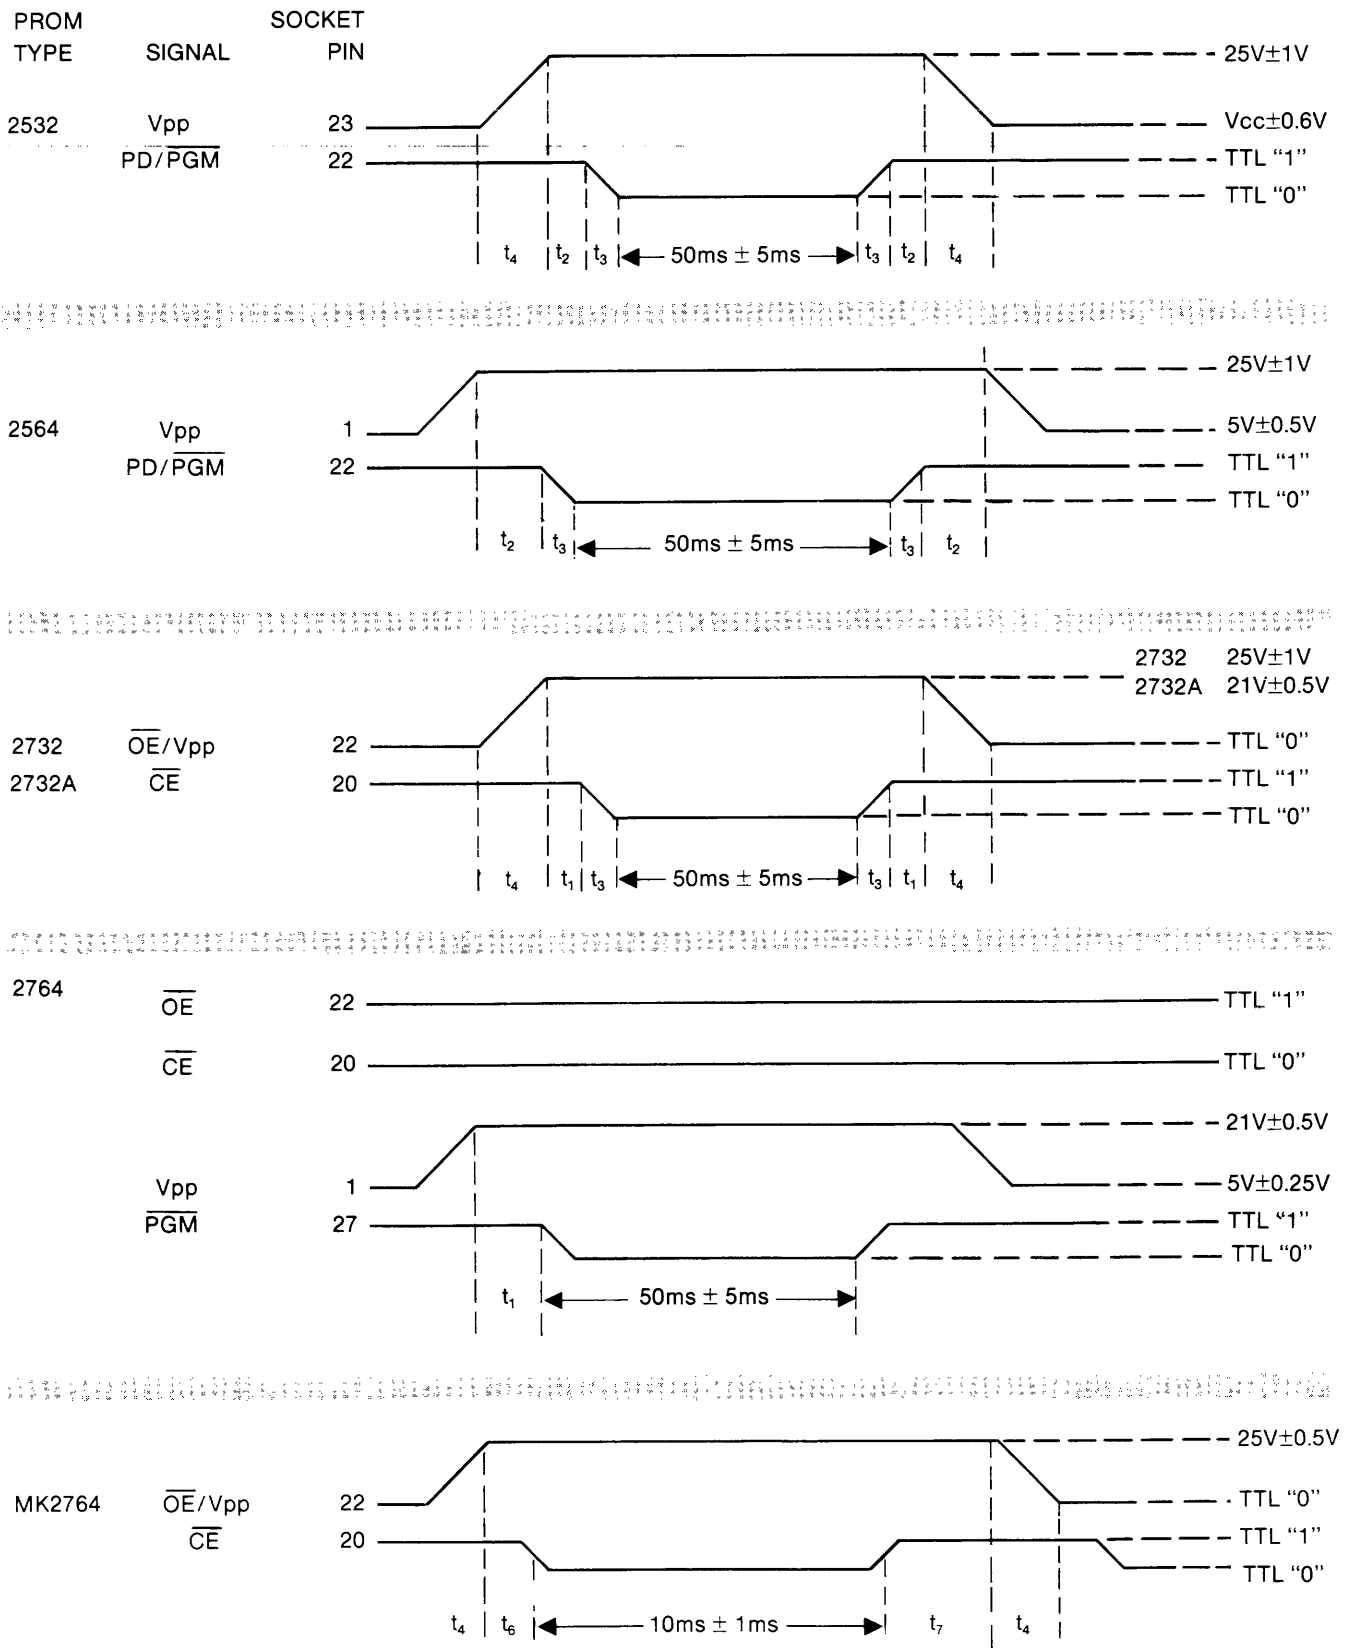 PROM SOCKET
TYPE SIGNAL PIN
25V±1V
2532 Vpp 23 Vcc±0.6V
PD/PGM 22 TTL “1”
TTL “0”
t4 t2 t3 50ms ± 5ms t3 t2 t4
25V±1V
2564 Vpp 1 5V±0.5V
PD/PGM 22 TTL “1”
TTL “0”
t2 t3 50ms ± 5ms t3 t2
2732 25V±1V
2732A 21V±0.5V
2732 OE/Vpp 22 TTL “0”
2732A CE 20 TTL “1”
TTL “0”
t4 t1 t3 50ms ± 5ms t3 t1 t4
2764
OE 22 TTL “1”
CE 20 TTL “0”
21V±0.5V
Vpp 1 5V±0.25V
PGM 27 TTL “1”
TTL “0”
t1 50ms ± 5ms
25V±0.5V
MK2764 OE/Vpp 22 TTL “0”
CE 20 TTL “1”
TTL “0”
t4 t6 10ms ± 1ms t7 t4